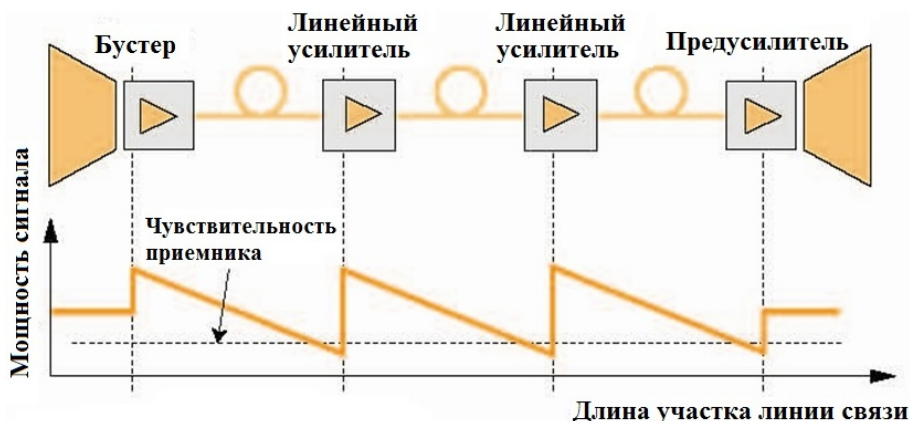 Бустер
Линейный
усилитель
Линейный
усилитель
Предусилитель
Мощность сигнала
Чувствительность
приемника
Длина участка линии связи